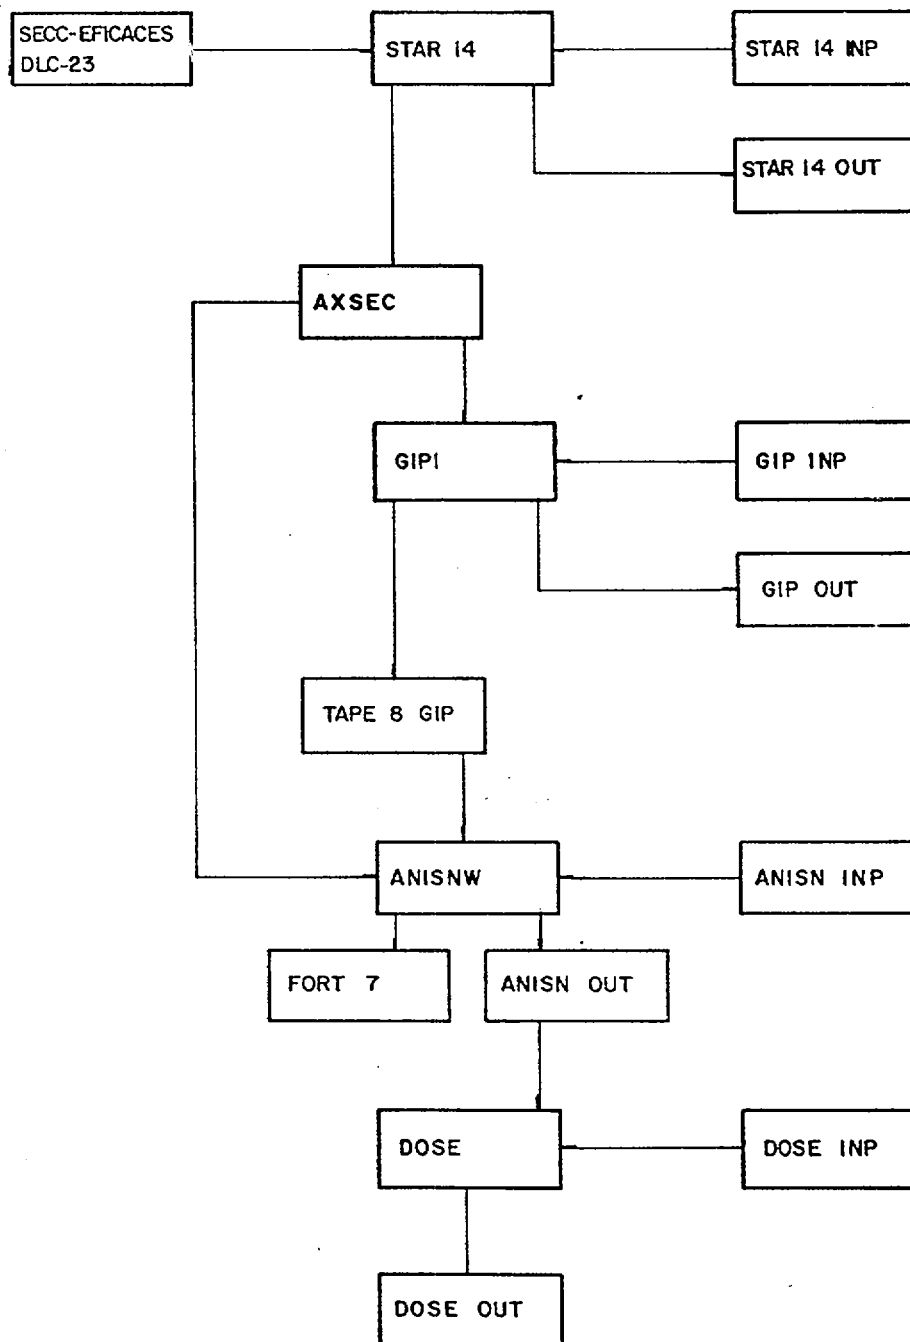 SECC-EFICACES
DLC-23
STAR 14
STAR 14 INP
STAR 14 OUT
AXSEC
GIP1
GIP INP
GIP OUT
TAPE 8 GIP
ANISNW
ANISN INP
FORT 7
ANISN OUT
DOSE
DOSE INP
DOSE OUT